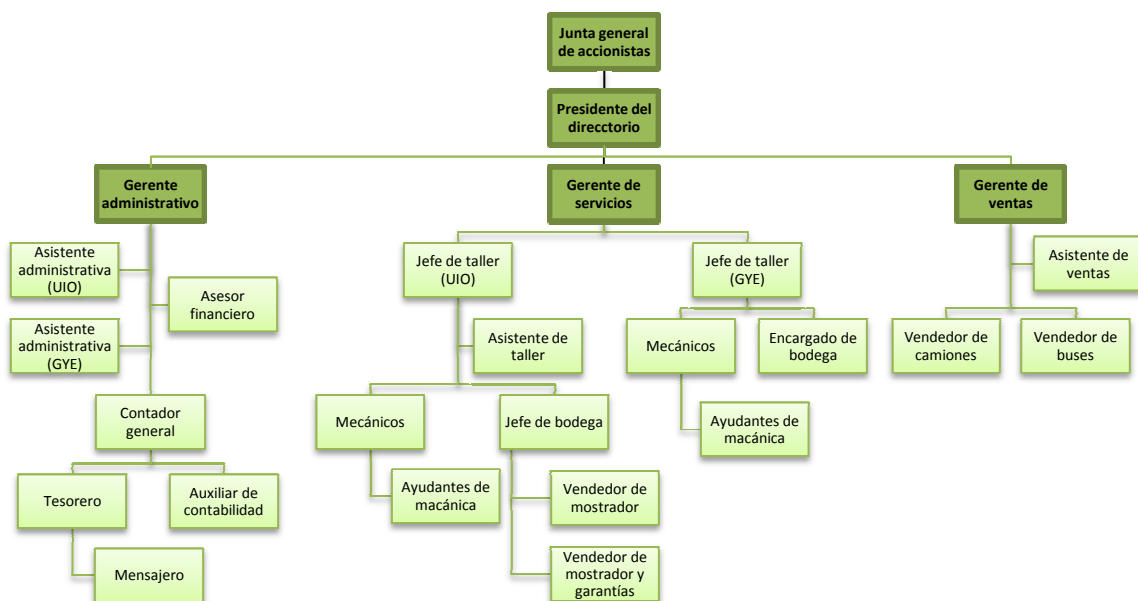 Junta general
de accionistas
Presidente del
direcctorio
Gerente
administrativo
Gerente de
servicios
Gerente de
ventas
Asistente
administrativa
(UIO)
Asesor
financiero
Asistente
administrativa
(GYE)
Contador
general
Tesorero
Auxiliar de
contabilidad
Mensajero
Jefe de taller
(UIO)
Jefe de taller
(GYE)
Asistente de
taller
Mecánicos
Jefe de bodega
Ayudantes de
macánica
Vendedor de
mostrador
Vendedor de
mostrador y
garantías
Mecánicos
Encargado de
bodega
Ayudantes de
macánica
Asistente de
ventas
Vendedor de
camiones
Vendedor de
buses